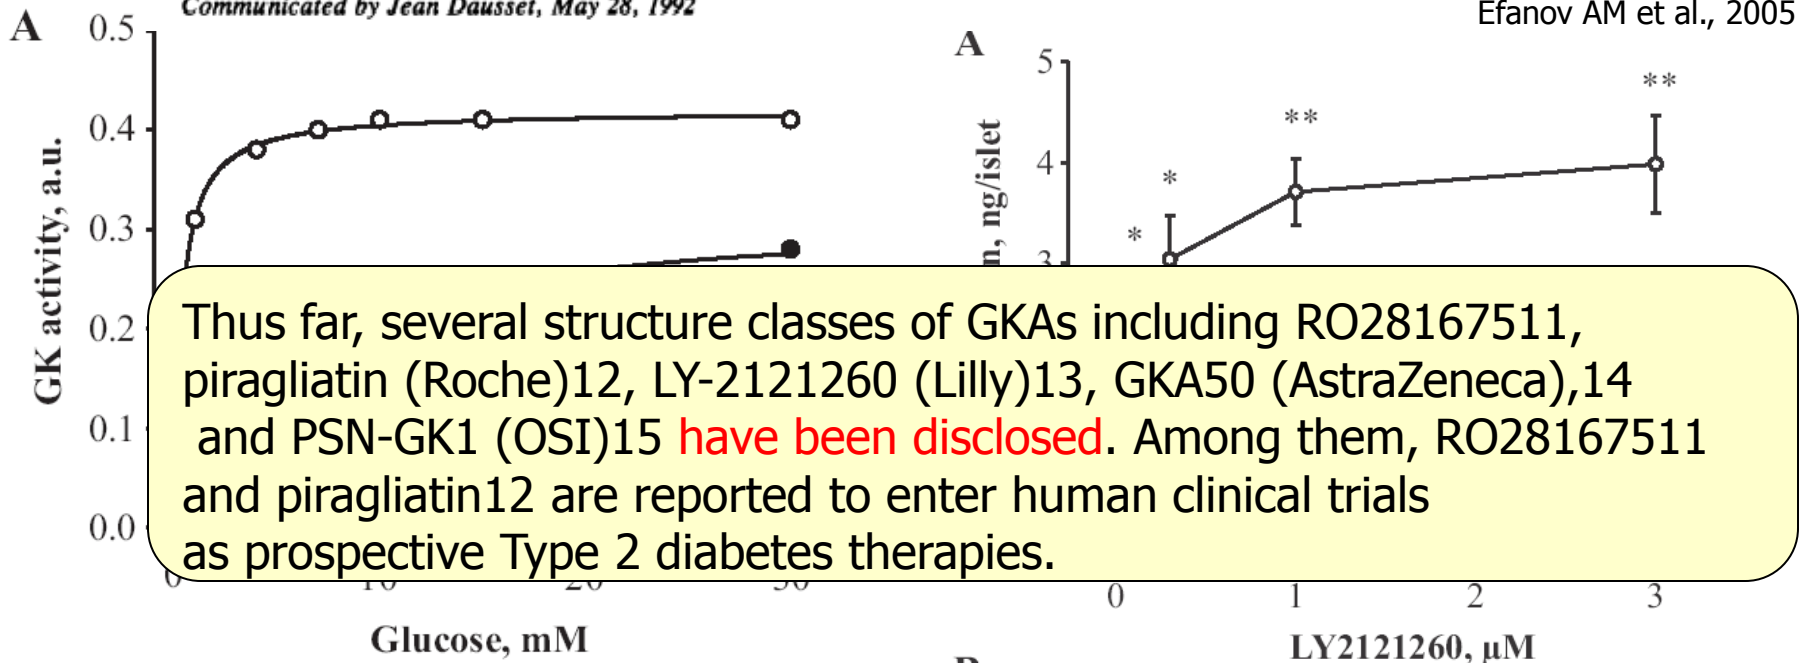 Communicated by Jean Dausset, May 28, 1992
Efanov AM et al., 2005
A
0.5
0.4
0.3
0.2
0.1
0.0
GK activity, a.u.
0 10 20 30
Glucose, mM
A
5
4
3
n, ng/islet
*
*
**
**
0 1 2 3
LY2121260, µM
Thus far, several structure classes of GKAs including RO28167511,
piragliatin (Roche)12, LY-2121260 (Lilly)13, GKA50 (AstraZeneca),14
and PSN-GK1 (OSI)15 have been disclosed. Among them, RO28167511
and piragliatin12 are reported to enter human clinical trials
as prospective Type 2 diabetes therapies.